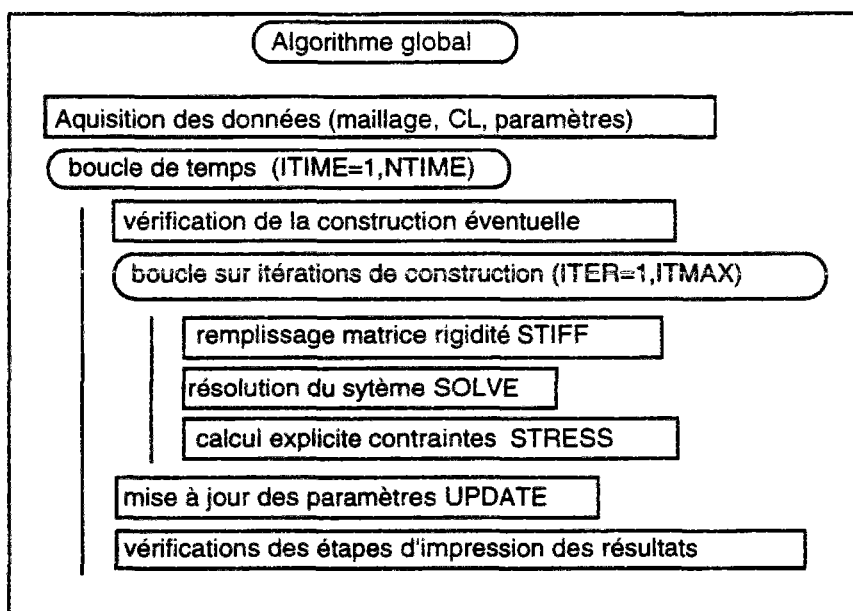 Algorithme global
Aquisition des données (maillage, CL, paramètres)
boucle de temps (ITIME=1,NTIME)
vérification de la construction éventuelle
boucle sur itérations de construction (ITER=1,ITMAX)
remplissage matrice rigidité STIFF
résolution du sytème SOLVE
calcul explicite contraintes STRESS
mise à jour des paramètres UPDATE
vérifications des étapes d'impression des résultats